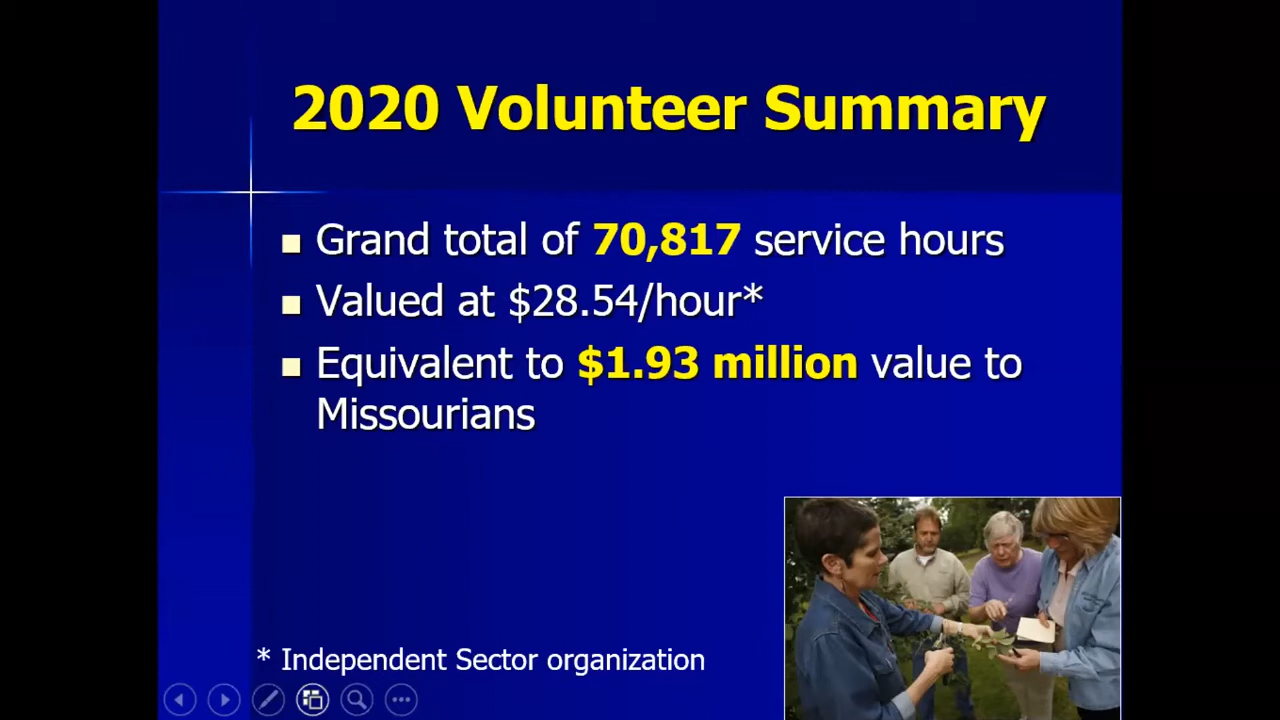 2020 Volunteer Summary
Grand total of 70,817 service hours
Valued at $28.54/hour*
Equivalent to $1.93 million value to
Missourians
* Independent Sector organization